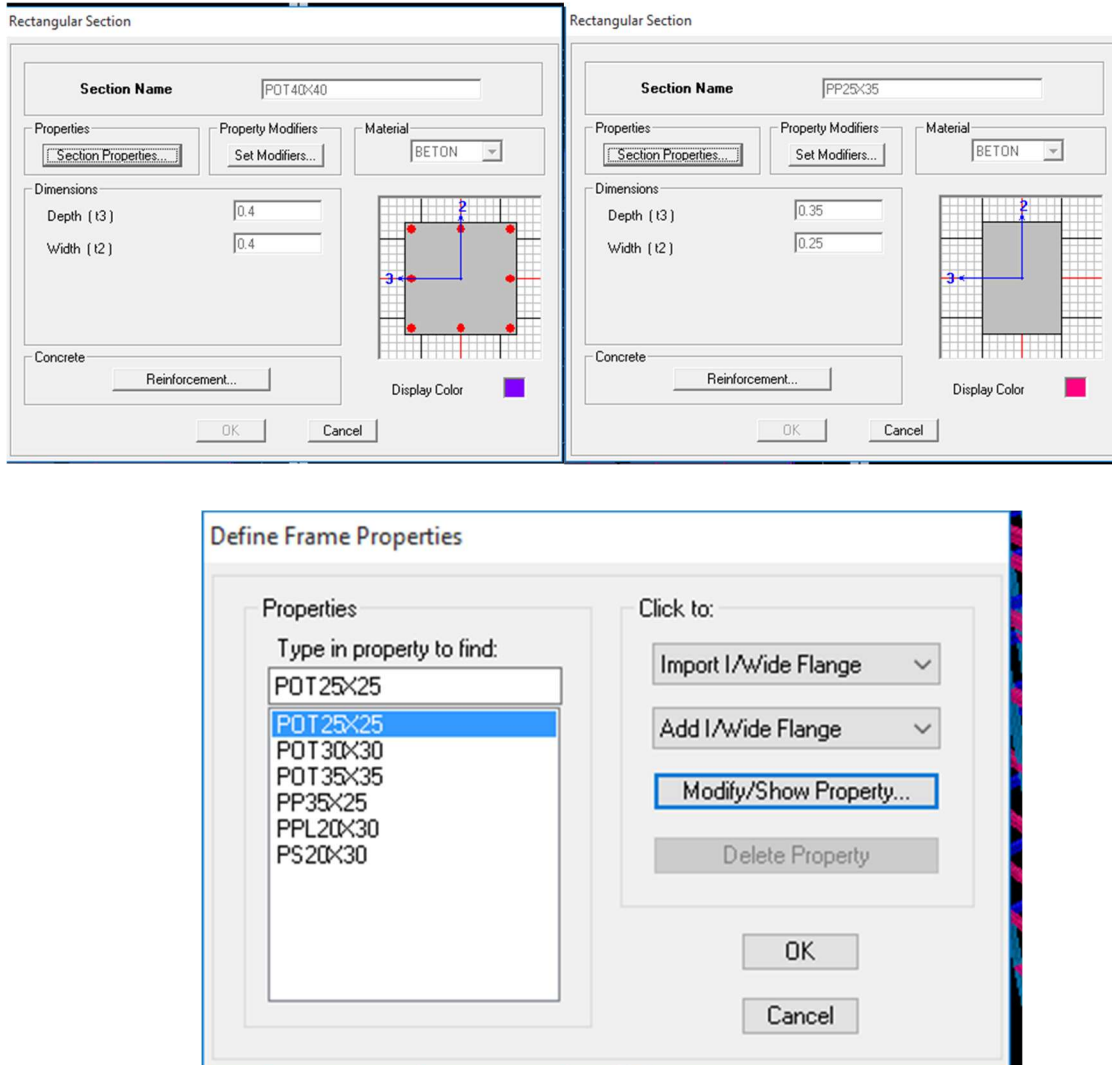 Rectangular Section
Section Name
POT40X40
Properties
Section Properties...
Property Modifiers
Set Modifiers...
Material
BETON
Dimensions
Depth ( t3 )
0.4
Width ( t2 )
0.4
2
3
Concrete
Reinforcement...
Display Color
OK
Cancel
Rectangular Section
Section Name
PP25X35
Properties
Section Properties...
Property Modifiers
Set Modifiers...
Material
BETON
Dimensions
Depth ( t3 )
0.35
Width ( t2 )
0.25
2
3
Concrete
Reinforcement...
Display Color
OK
Cancel
Define Frame Properties
Properties
Type in property to find:
POT25X25
POT25X25
POT30X30
POT35X35
PP35X25
PPL20X30
PS20X30
Click to:
Import I/Wide Flange
Add I/Wide Flange
Modify/Show Property...
Delete Property
OK
Cancel